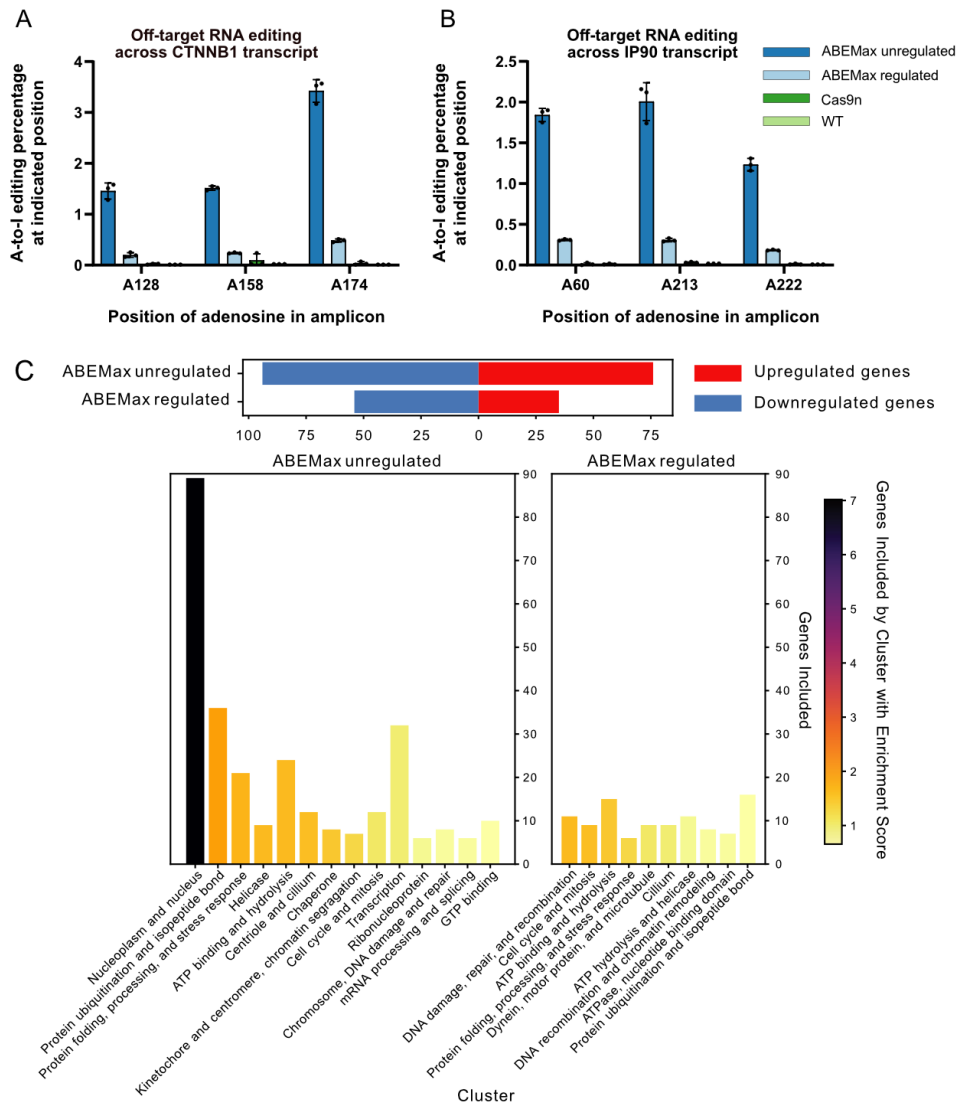 A
Off-target RNA editing
across CTNNB1 transcript
A-to-I editing percentage
at indicated position
4
3
2
1
0
A128
A158
A174
Position of adenosine in amplicon
B
Off-target RNA editing
across IP90 transcript
A-to-I editing percentage
at indicated position
2.5
2.0
1.5
1.0
0.5
0.0
A60
A213
A222
Position of adenosine in amplicon
ABEMax unregulated
ABEMax regulated
Cas9n
WT
C
ABEMax unregulated
ABEMax regulated
100
75
50
25
0
25
50
75
Upregulated genes
Downregulated genes
ABEMax unregulated
90
80
70
60
50
40
30
20
10
0
Nucleoplasm and nucleus
Protein ubiquitination and isopeptide bond
Protein folding, processing, and stress response
Helicase
ATP binding and hydrolysis
Centriole and cillium
Chaperone
Kinetochore and centromere, chromatin segregation
Cell cycle and mitosis
Transcription
Ribonucleoprotein
Chromosome, DNA damage and repair
mRNA processing and splicing
GTP binding
ABEMax regulated
90
80
70
60
50
40
30
20
10
0
Genes Included
DNA damage, repair, and recombination
Cell cycle and mitosis
ATP binding and hydrolysis
Protein folding, processing, and stress response
Dynein, motor protein, and microtubule
Cillium
ATP hydrolysis and helicase
DNA recombination and chromatin remodeling
ATPase, nucleotide binding domain
Protein ubiquitination and isopeptide bond
Cluster
7
6
5
4
3
2
1
Genes Included by Cluster with Enrichment Score